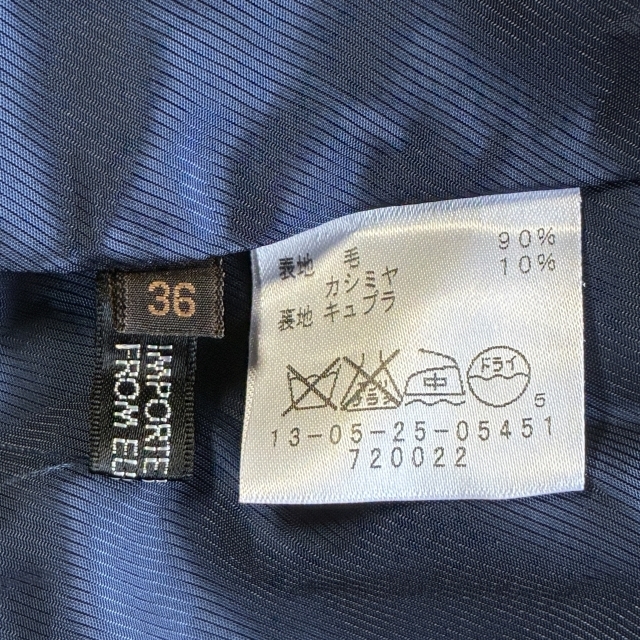 36
IMPORTE
FROM EU
表地 毛 90%
カシミヤ 10%
裏地 キュプラ
中 ドライ
5
13-05-25-05451
720022